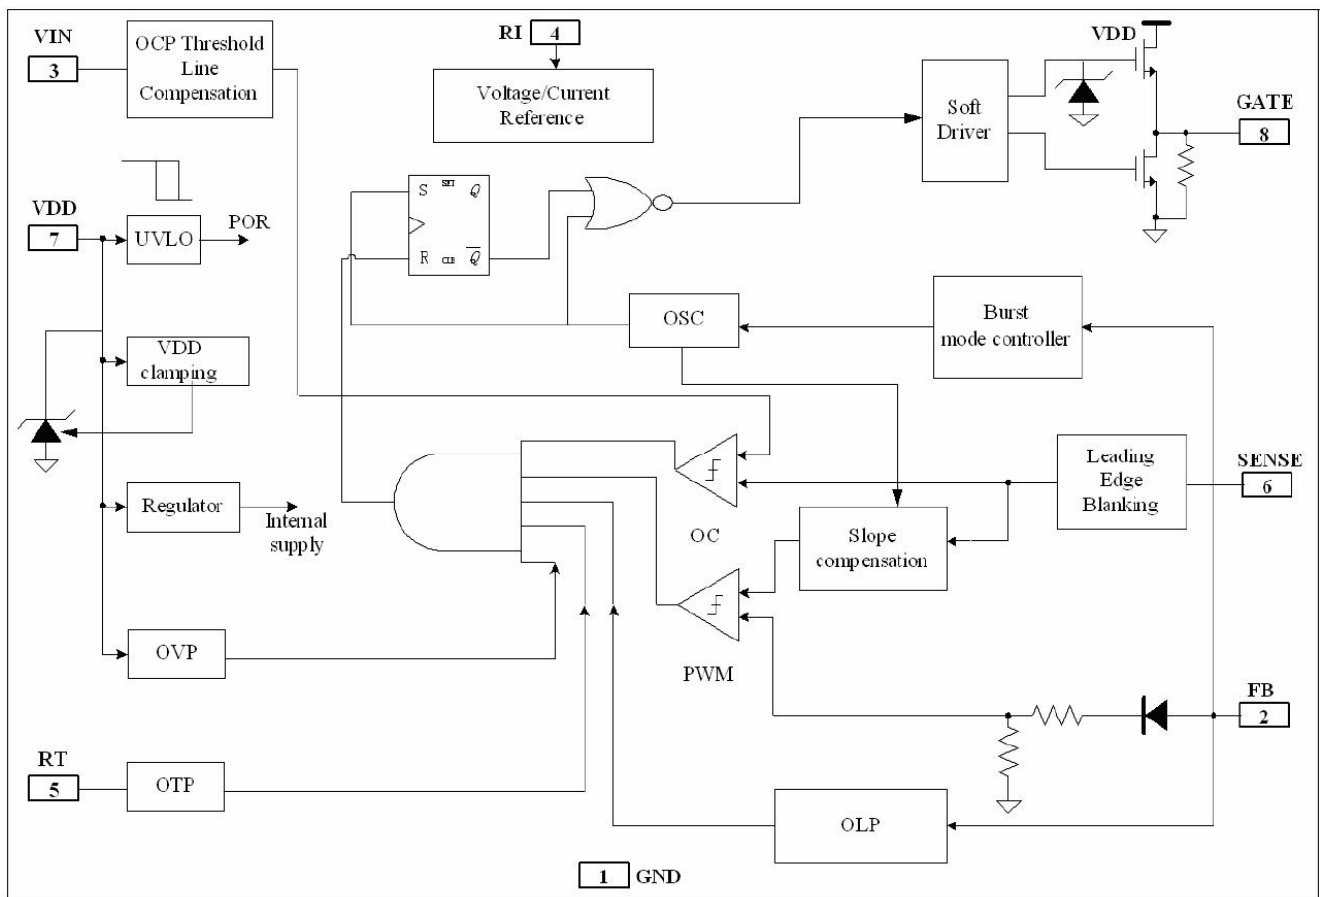 VIN
3
OCP Threshold
Line
Compensation
RI
4
Voltage/Current
Reference
VDD
Soft
Driver
GATE
8
S
SET
Q
R
CLR
Q
VDD
7
UVLO
POR
OSC
Burst
mode controller
VDD
clamping
Leading
Edge
Blanking
SENSE
6
Regulator
Internal
supply
OC
Slope
compensation
OVP
PWM
FB
2
RT
5
OTP
OLP
1
GND